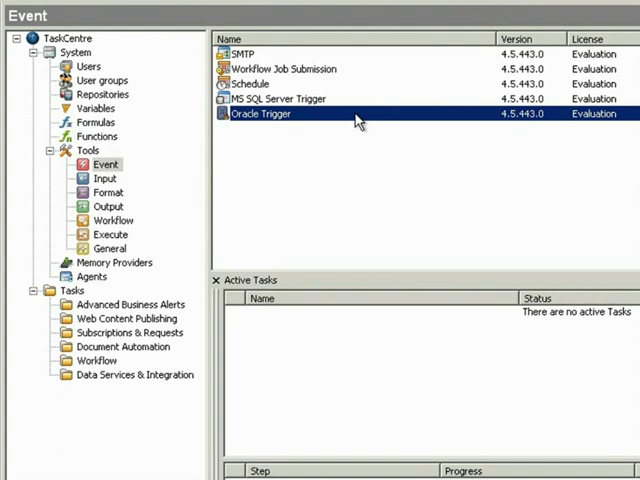 Event
TaskCentre
System
Users
User groups
Repositories
Variables
Formulas
Functions
Tools
Event
Input
Format
Output
Workflow
Execute
General
Memory Providers
Agents
Tasks
Advanced Business Alerts
Web Content Publishing
Subscriptions & Requests
Document Automation
Workflow
Data Services & Integration
Name Version License
SMTP 4.5.443.0 Evaluation
Workflow Job Submission 4.5.443.0 Evaluation
Schedule 4.5.443.0 Evaluation
MS SQL Server Trigger 4.5.443.0 Evaluation
Oracle Trigger 4.5.443.0 Evaluation
Active Tasks
Name Status
There are no active Tasks
Step Progress